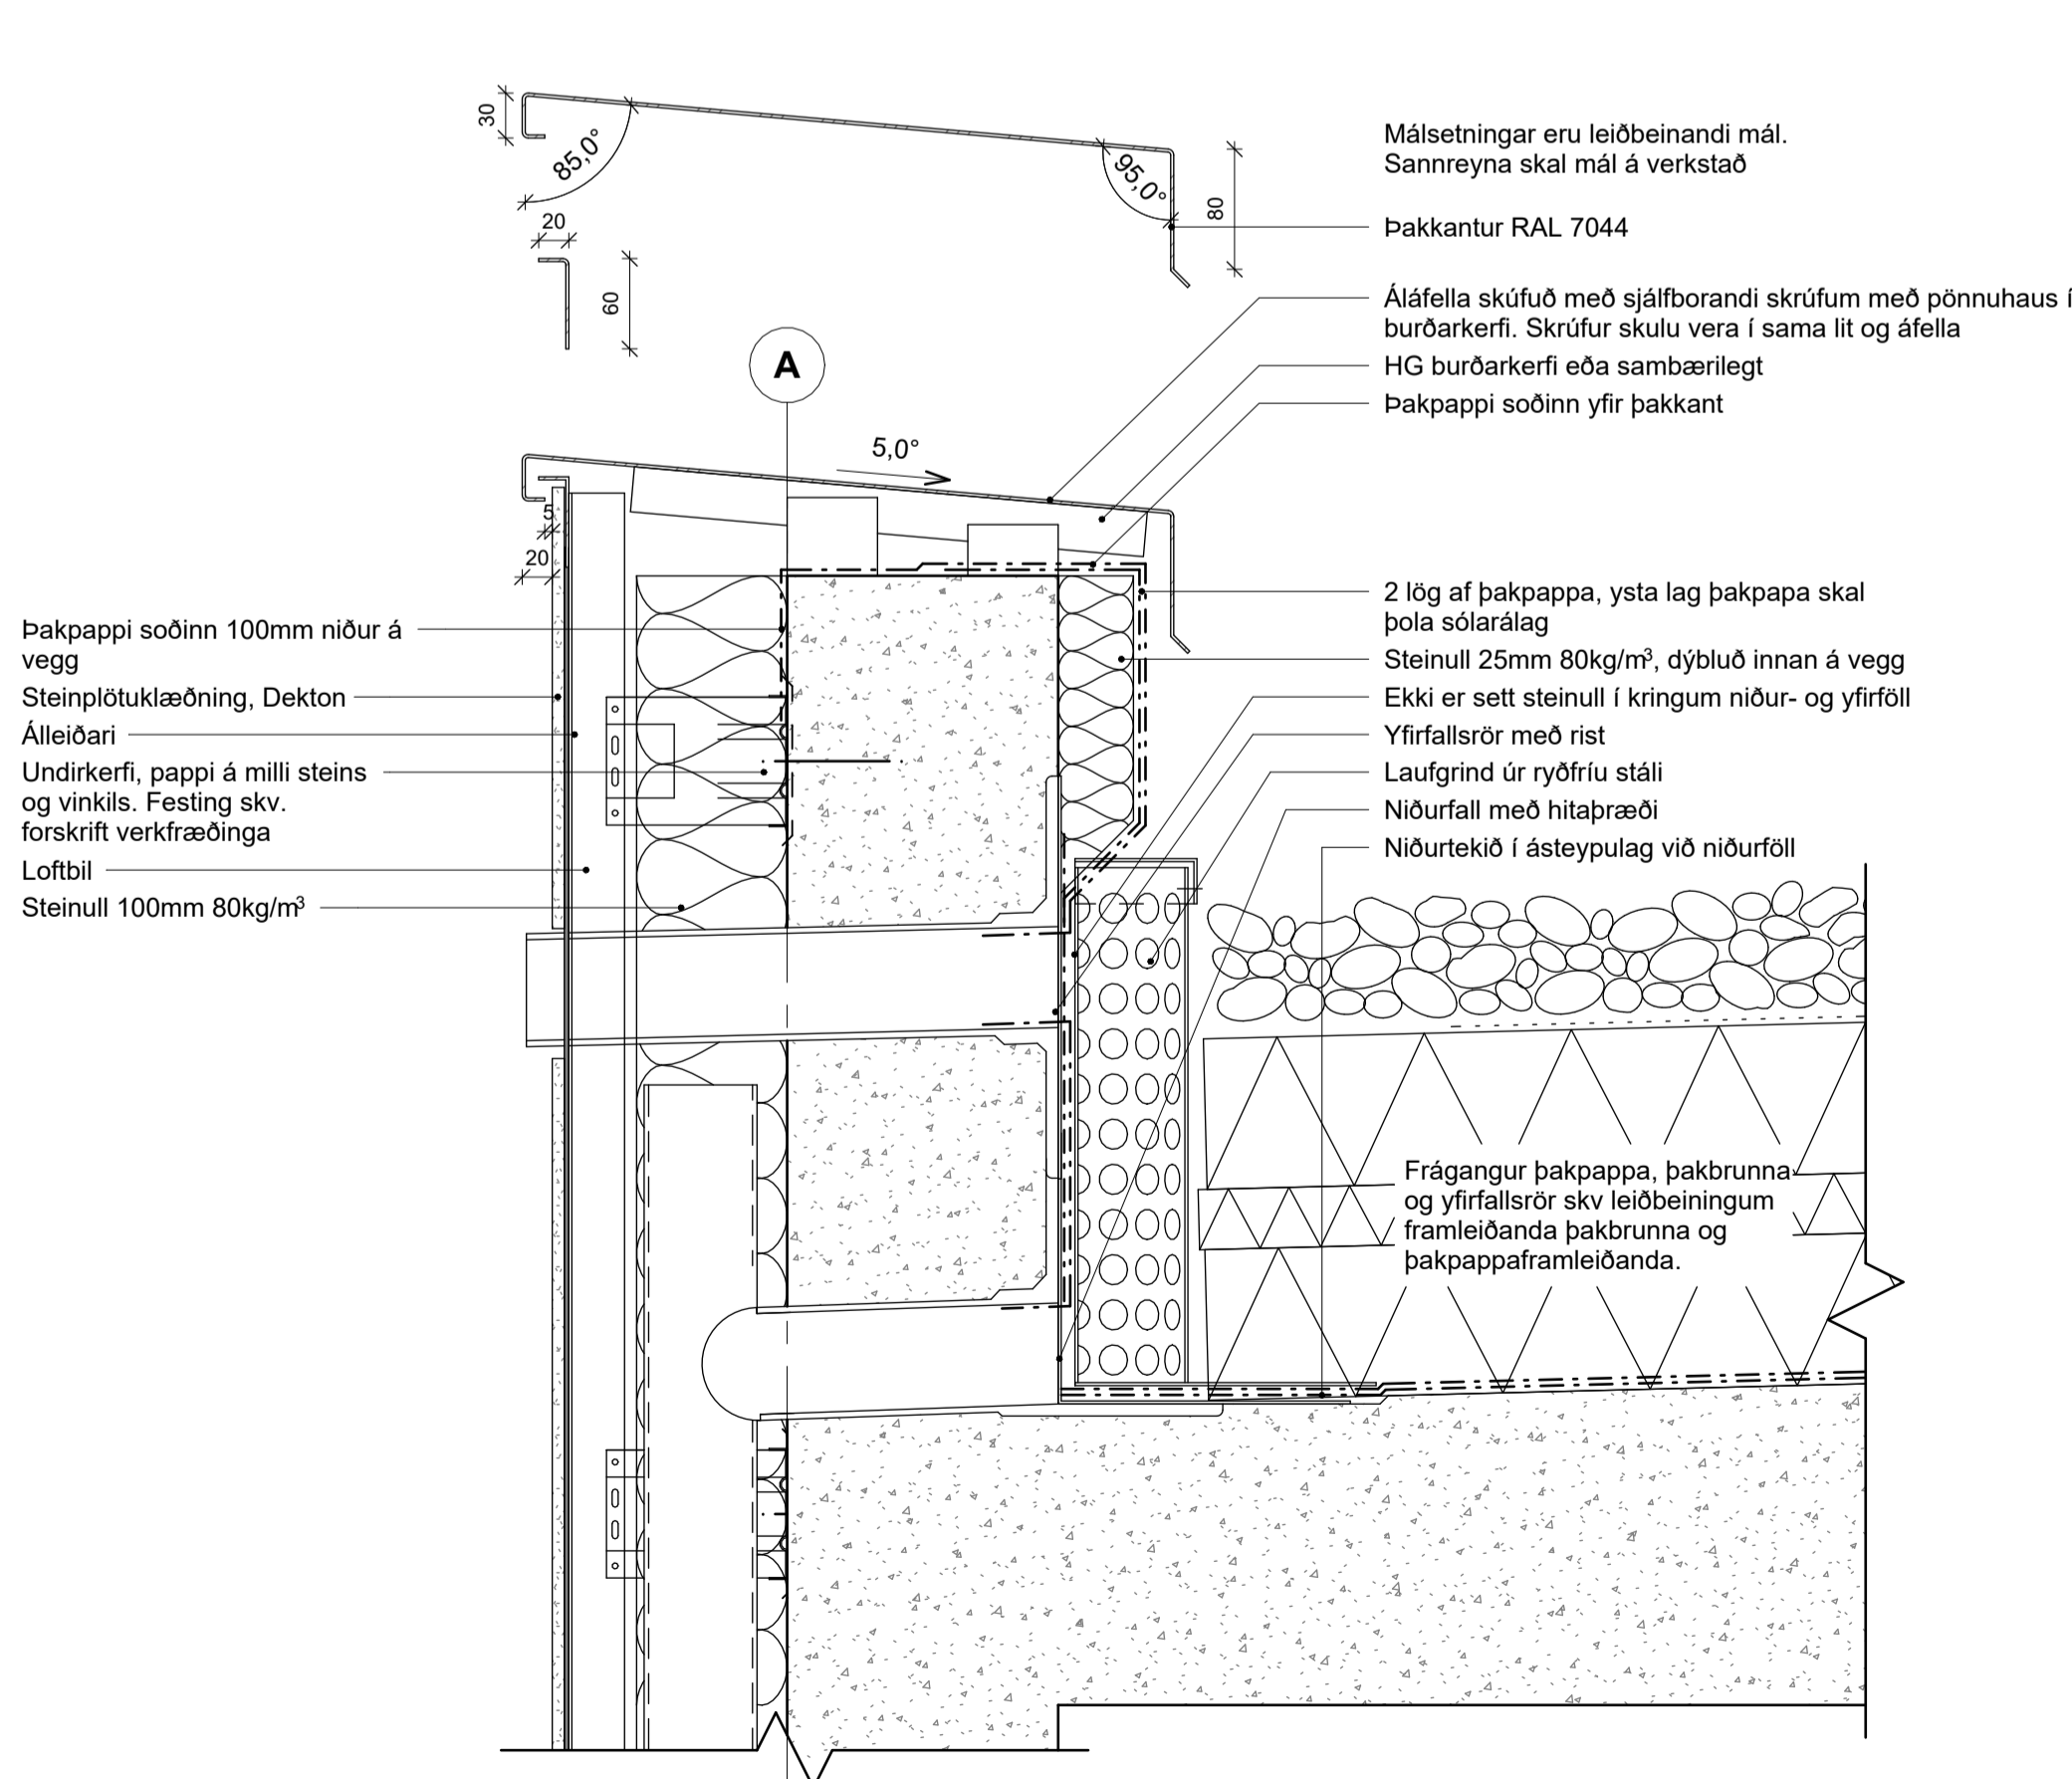 30
85,0°
95,0°
80
20
60
Málsetningar eru leiðbeinandi mál.
Sannreyna skal mál á verkstað
Þakkantur RAL 7044
Áláfella skúfuð með sjálfborandi skrúfum með pönnuhaus í
burðarkerfi. Skrúfur skulu vera í sama lit og áfella
HG burðarkerfi eða sambærilegt
Þakpappi soðinn yfir þakkant
A
5,0°
5
20
2 lög af þakpappa, ysta lag þakpapa skal
þola sólarálag
Steinull 25mm 80kg/m³, dýbluð innan á vegg
Ekki er sett steinull í kringum niður- og yfirföll
Yfirfallsrör með rist
Laufgrind úr ryðfríu stáli
Niðurfall með hitaþræði
Niðurtekið í ásteypulag við niðurföll
Þakpappi soðinn 100mm niður á
vegg
Steinplötuklæðning, Dekton
Álleiðari
Undirkerfi, pappi á milli steins
og vinkils. Festing skv.
forskrift verkfræðinga
Loftbil
Steinull 100mm 80kg/m³
Frágangur þakpappa, þakbrunna
og yfirfallsrör skv leiðbeiningum
framleiðanda þakbrunna og
þakpappaframleiðanda.